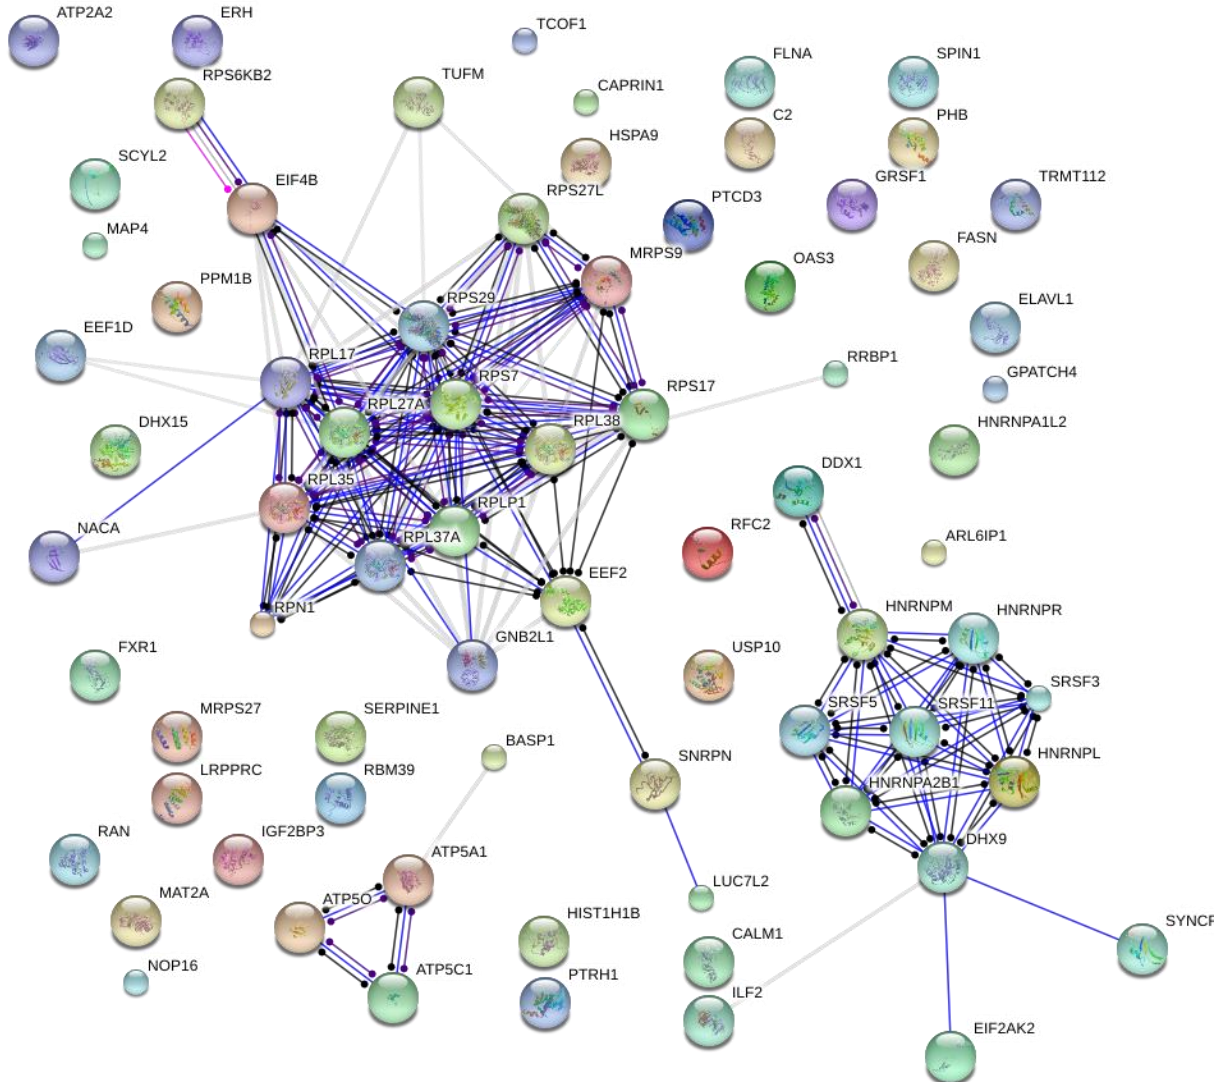 ATP2A2
ERH
TCOF1
RPS6KB2
TUFM
FLNA
SPIN1
CAPRIN1
C2
PHB
HSPA9
SCYL2
EIF4B
RPS27L
PTCD3
GRSF1
TRMT112
MAP4
MRPS9
FASN
OAS3
PPM1B
RPS29
ELAVL1
EEF1D
RPL17
RPS7
RPS17
RRBP1
GPATCH4
RPL27A
RPL38
DHX15
HNRNPA1L2
DDX1
RPL35
RPLP1
NACA
RPL37A
RFC2
ARL6IP1
EEF2
RPN1
HNRNPM
HNRNPR
GNB2L1
FXR1
USP10
SRSF3
MRPS27
SERPINE1
SRSF5
SRSF11
BASP1
SNRPN
HNRNPL
LRPPRC
RBM39
HNRNPA2B1
RAN
IGF2BP3
ATP5A1
DHX9
LUC7L2
MAT2A
ATP5O
HIST1H1B
SYNCR
CALM1
NOP16
ATP5C1
PTRH1
ILF2
EIF2AK2